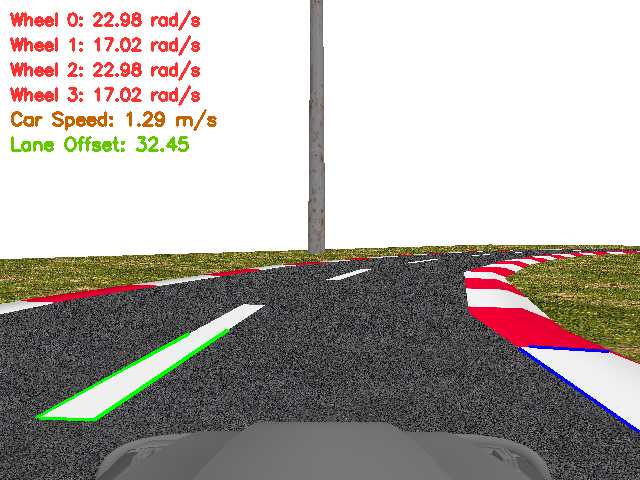 Wheel 0: 22.98 rad/s
Wheel 1: 17.02 rad/s
Wheel 2: 22.98 rad/s
Wheel 3: 17.02 rad/s
Car Speed: 1.29 m/s
Lane Offset: 32.45